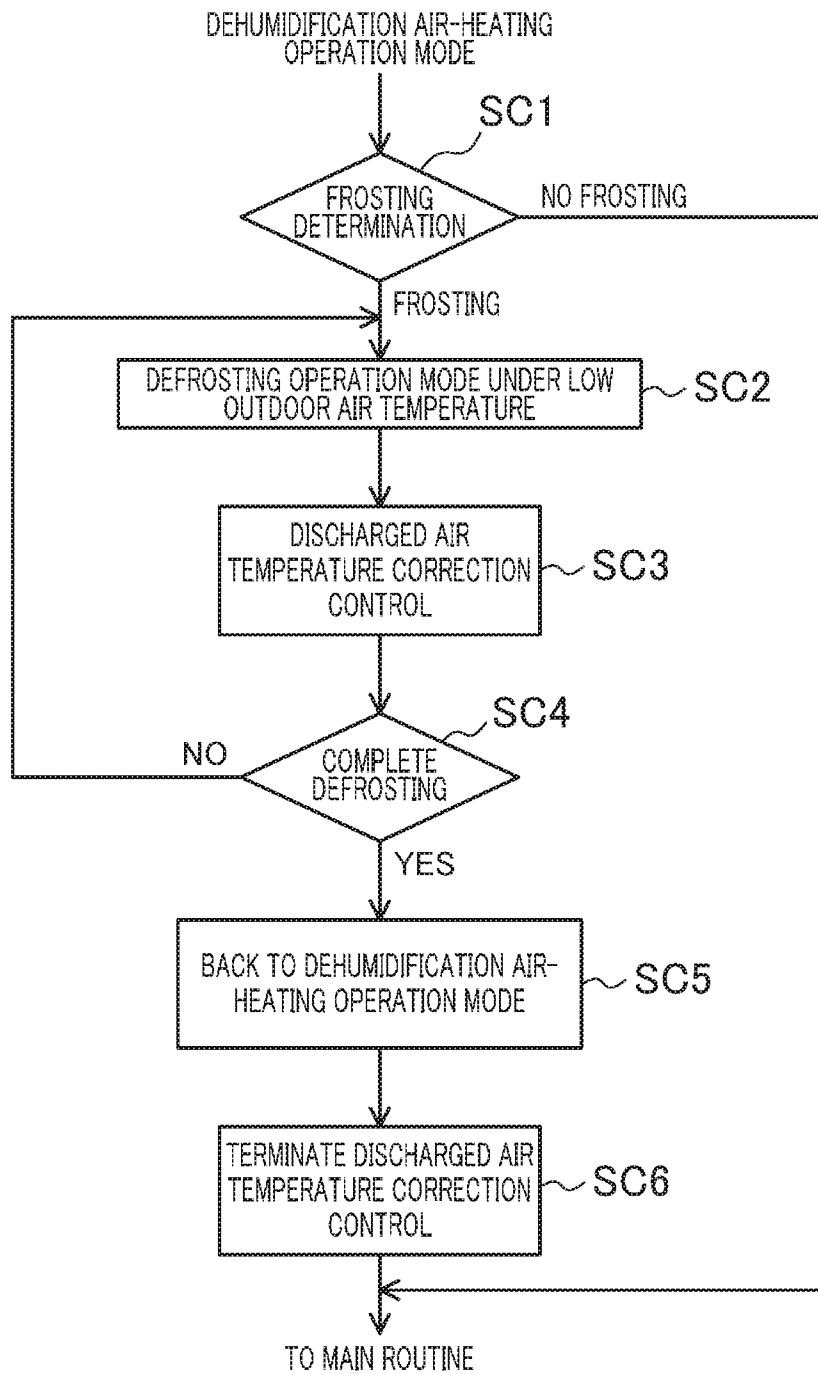 DEHUMIDIFICATION AIR-HEATING
OPERATION MODE
SC1
FROSTING
DETERMINATION
NO FROSTING
FROSTING
DEFROSTING OPERATION MODE UNDER LOW
OUTDOOR AIR TEMPERATURE
SC2
DISCHARGED AIR
TEMPERATURE CORRECTION
CONTROL
SC3
SC4
NO
COMPLETE
DEFROSTING
YES
BACK TO DEHUMIDIFICATION AIR-
HEATING OPERATION MODE
SC5
TERMINATE DISCHARGED AIR
TEMPERATURE CORRECTION
CONTROL
SC6
TO MAIN ROUTINE